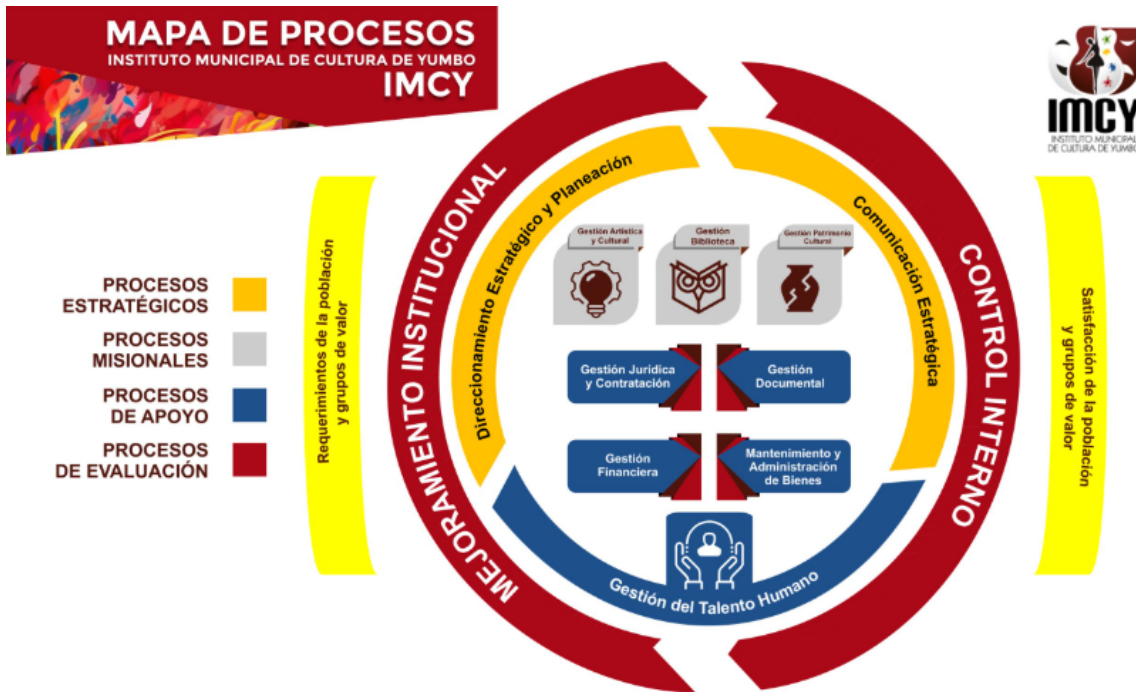 MAPA DE PROCESOS
INSTITUTO MUNICIPAL DE CULTURA DE YUMBO
IMCY
IMCY
INSTITUTO MUNICIPAL
DE CULTURA DE YUMBO
PROCESOS
ESTRATÉGICOS
PROCESOS
MISIONALES
PROCESOS
DE APOYO
PROCESOS
DE EVALUACIÓN
Requerimientos de la población
y grupos de valor
MEJORAMIENTO INSTITUCIONAL
Direccionamiento Estratégico y Planeación
Gestión Artística
y Cultural
Gestión
Biblioteca
Gestión Patrimonio
Cultural
Gestión Jurídica
y Contratación
Gestión
Documental
Gestión
Financiera
Mantenimiento y
Administración
de Bienes
Gestión del Talento Humano
Comunicación Estratégica
CONTROL INTERNO
Satisfacción de la población
y grupos de valor